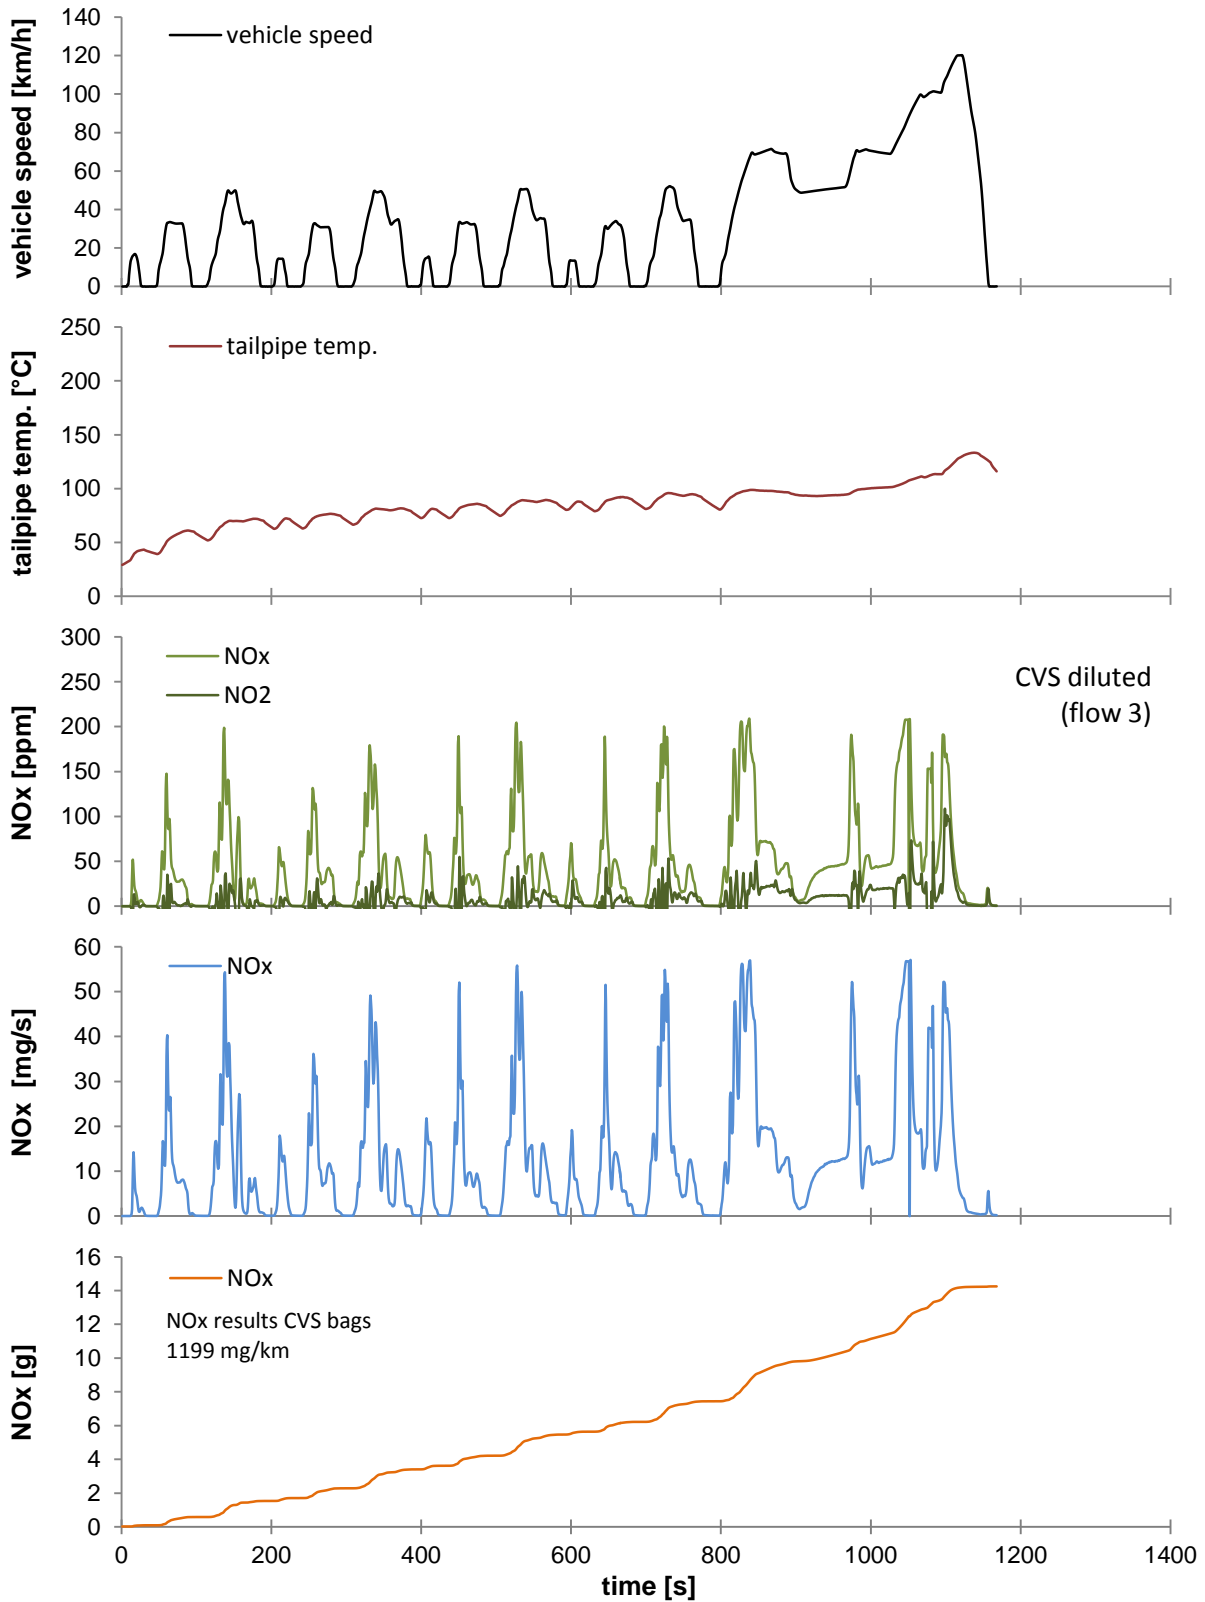 vehicle speed [km/h]
140
120
100
80
60
40
20
0
vehicle speed
tailpipe temp. [°C]
250
200
150
100
50
0
tailpipe temp.
NOx [ppm]
300
250
200
150
100
50
0
NOx
NO2
CVS diluted
(flow 3)
NOx [mg/s]
60
50
40
30
20
10
0
NOx
NOx [g]
16
14
12
10
8
6
4
2
0
NOx
NOx results CVS bags
1199 mg/km
0 200 400 600 800 1000 1200 1400
time [s]